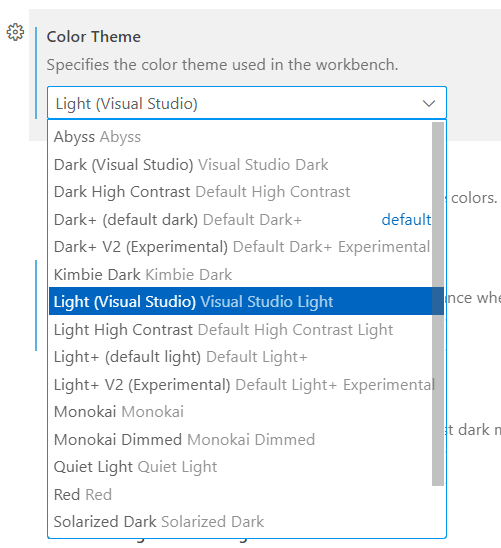 Color Theme
Specifies the color theme used in the workbench.
Light (Visual Studio)
Abyss Abyss
Dark (Visual Studio) Visual Studio Dark
Dark High Contrast Default High Contrast
e colors.
Dark+ (default dark) Default Dark+ default
Dark+ V2 (Experimental) Default Dark+ Experimental
Kimbie Dark Kimbie Dark
Light (Visual Studio) Visual Studio Light
ance whe
Light High Contrast Default High Contrast Light
Light+ (default light) Default Light+
Light+ V2 (Experimental) Default Light+ Experimental
Monokai Monokai
Monokai Dimmed Monokai Dimmed
st dark m
Quiet Light Quiet Light
Red Red
Solarized Dark Solarized Dark